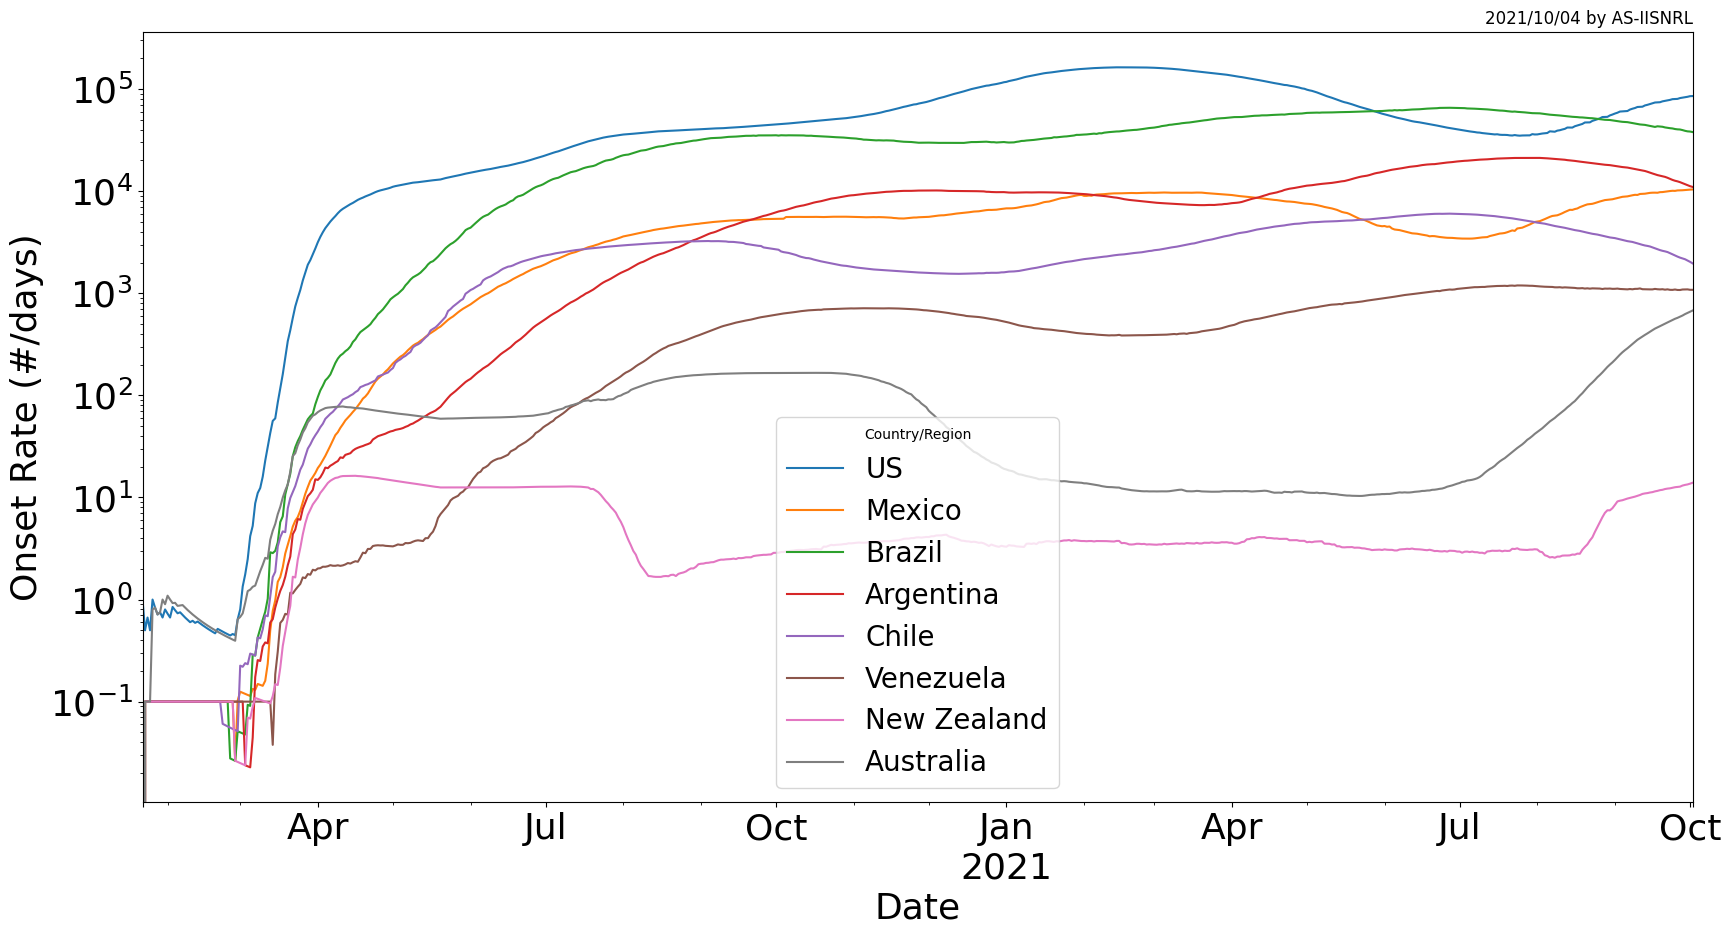 2021/10/04 by AS-IISNRL
Onset Rate (#/days)
10^5
10^4
10^3
10^2
10^1
10^0
10^−1
Country/Region
US
Mexico
Brazil
Argentina
Chile
Venezuela
New Zealand
Australia
Apr Jul Oct Jan Apr Jul Oct
2021
Date